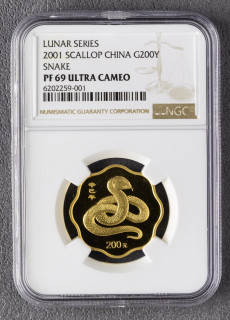 LUNAR SERIES
2001 SCALLOP CHINA G200Y
SNAKE
PF 69 ULTRA CAMEO
6202259-001
NUMISMATIC GUARANTY CORPORATION
NGC
辛巳年
200元